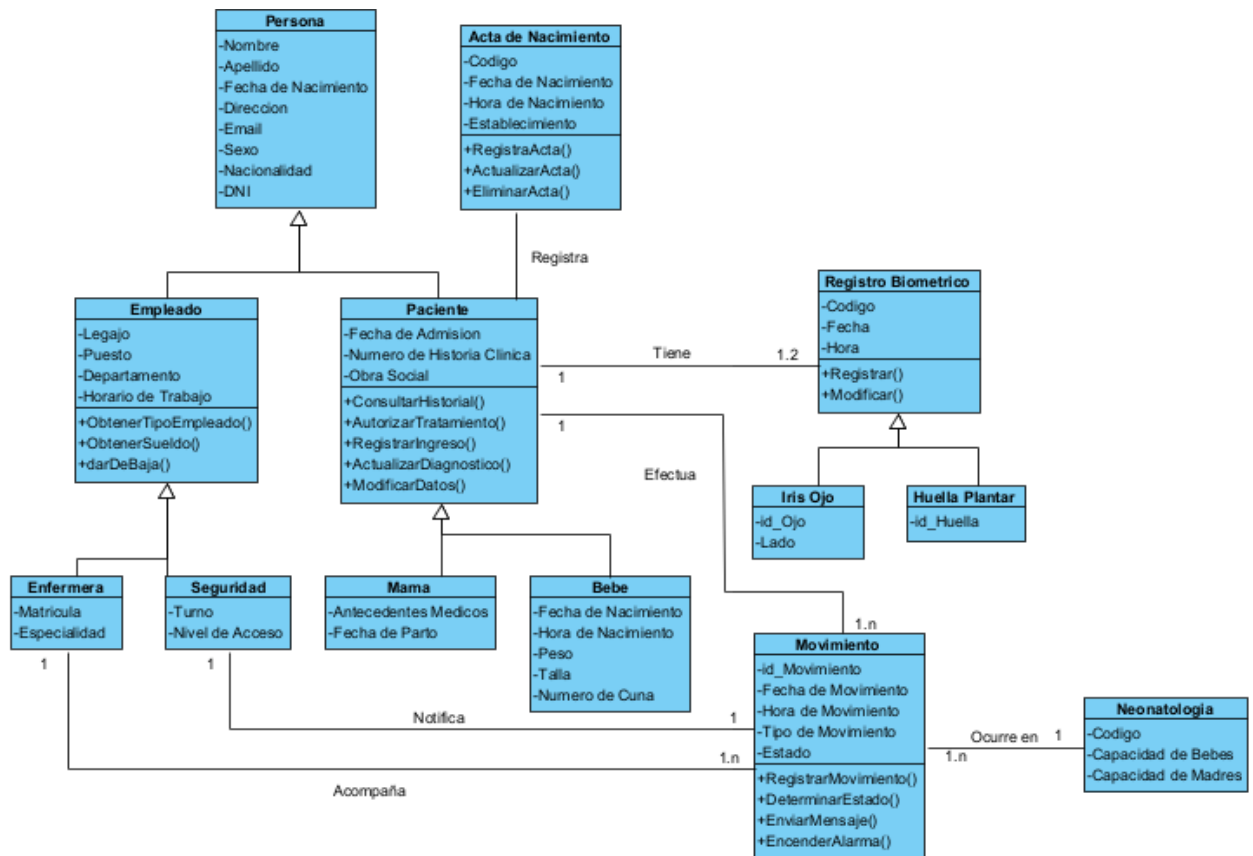 Persona
-Nombre
-Apellido
-Fecha de Nacimiento
-Direccion
-Email
-Sexo
-Nacionalidad
-DNI
Acta de Nacimiento
-Codigo
-Fecha de Nacimiento
-Hora de Nacimiento
-Establecimiento
+RegistraActa()
+ActualizarActa()
+EliminarActa()
Registra
Empleado
-Legajo
-Puesto
-Departamento
-Horario de Trabajo
+ObtenerTipoEmpleado()
+ObtenerSueldo()
+darDeBaja()
Paciente
-Fecha de Admision
-Numero de Historia Clinica
-Obra Social
+ConsultarHistorial()
+AutorizarTratamiento()
+RegistrarIngreso()
+ActualizarDiagnostico()
+ModificarDatos()
Tiene
1
1.2
Registro Biometrico
-Codigo
-Fecha
-Hora
+Registrar()
+Modificar()
1
Efectua
1.n
Iris Ojo
-id_Ojo
-Lado
Huella Plantar
-id_Huella
Enfermera
-Matricula
-Especialidad
1
Seguridad
-Turno
-Nivel de Acceso
1
Mama
-Antecedentes Medicos
-Fecha de Parto
Bebe
-Fecha de Nacimiento
-Hora de Nacimiento
-Peso
-Talla
-Numero de Cuna
Notifica
1
Acompaña
1.n
Movimiento
-id_Movimiento
-Fecha de Movimiento
-Hora de Movimiento
-Tipo de Movimiento
-Estado
+RegistrarMovimiento()
+DeterminarEstado()
+EnviarMensaje()
+EncenderAlarma()
Ocurre en
1
1.n
Neonatologia
-Codigo
-Capacidad de Bebes
-Capacidad de Madres